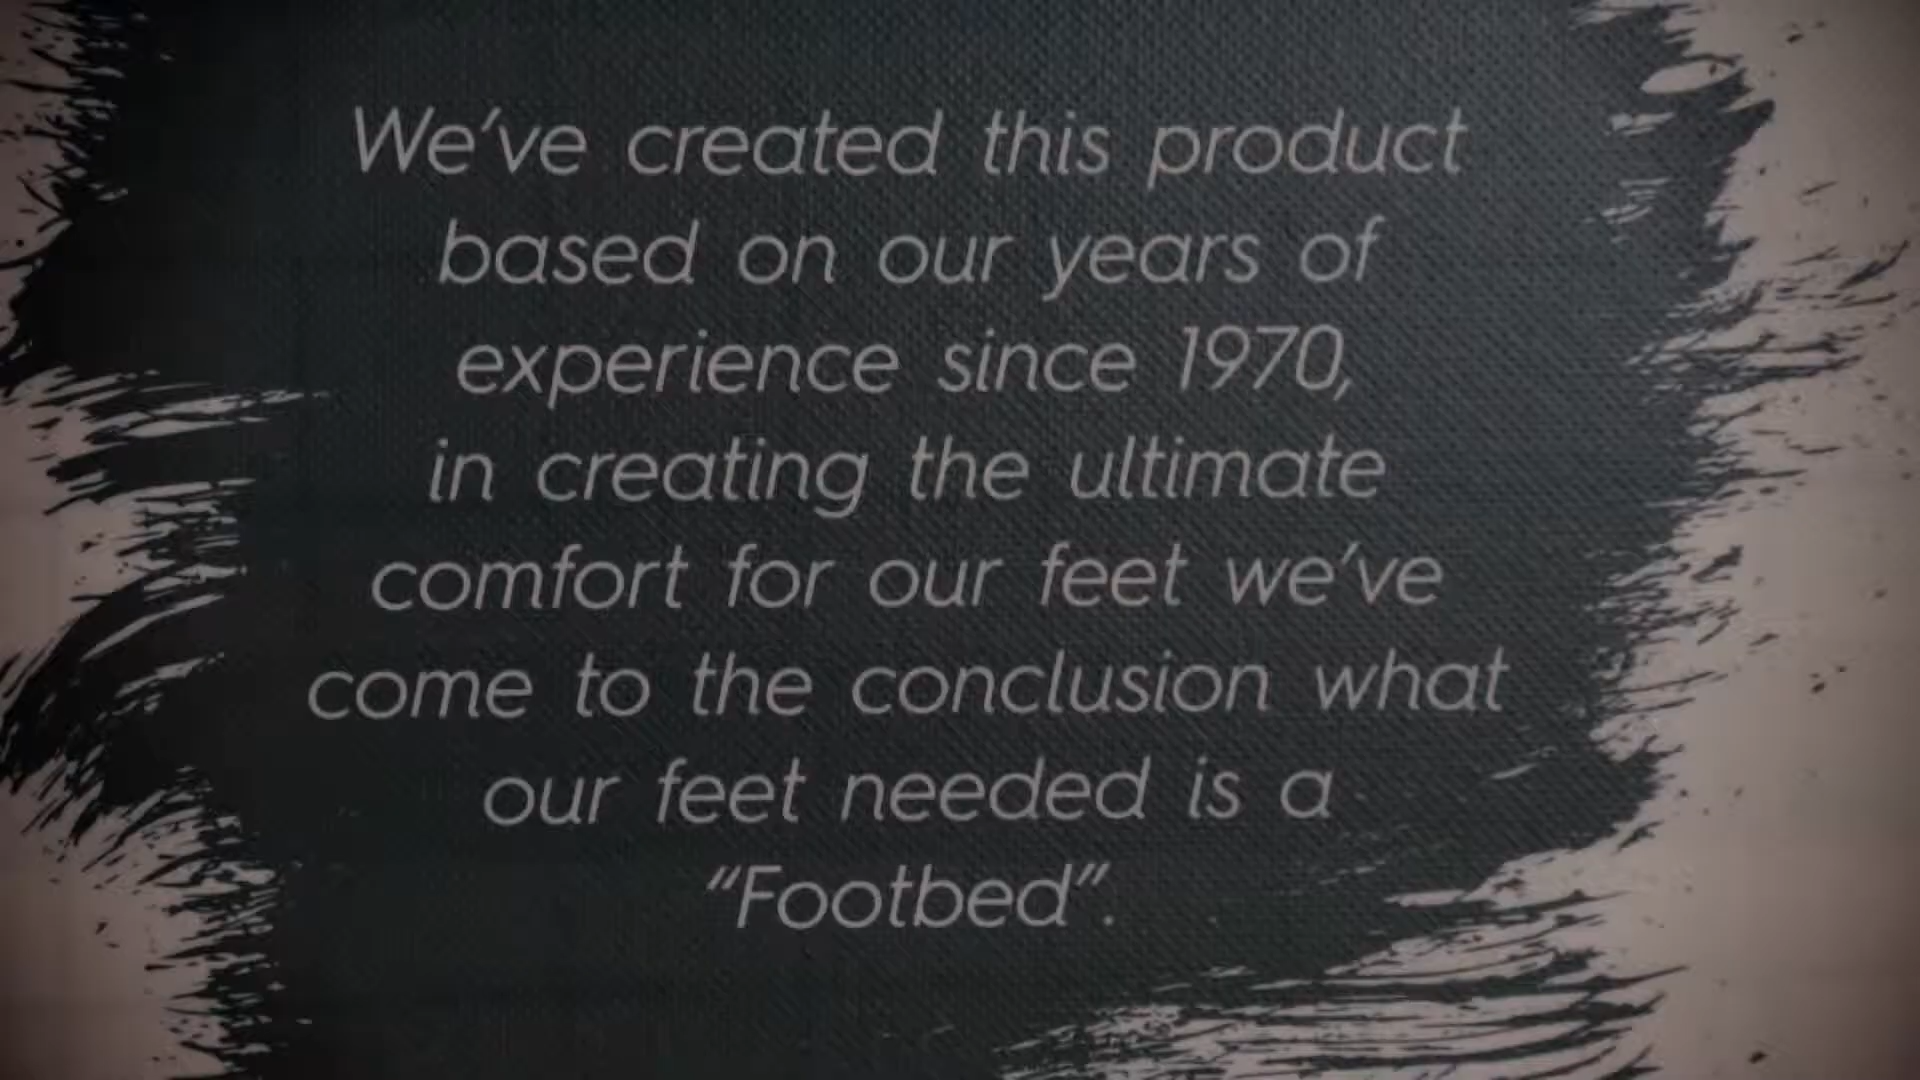 We've created this product
based on our years of
experience since 1970,
in creating the ultimate
comfort for our feet we've
come to the conclusion what
our feet needed is a
“Footbed”.